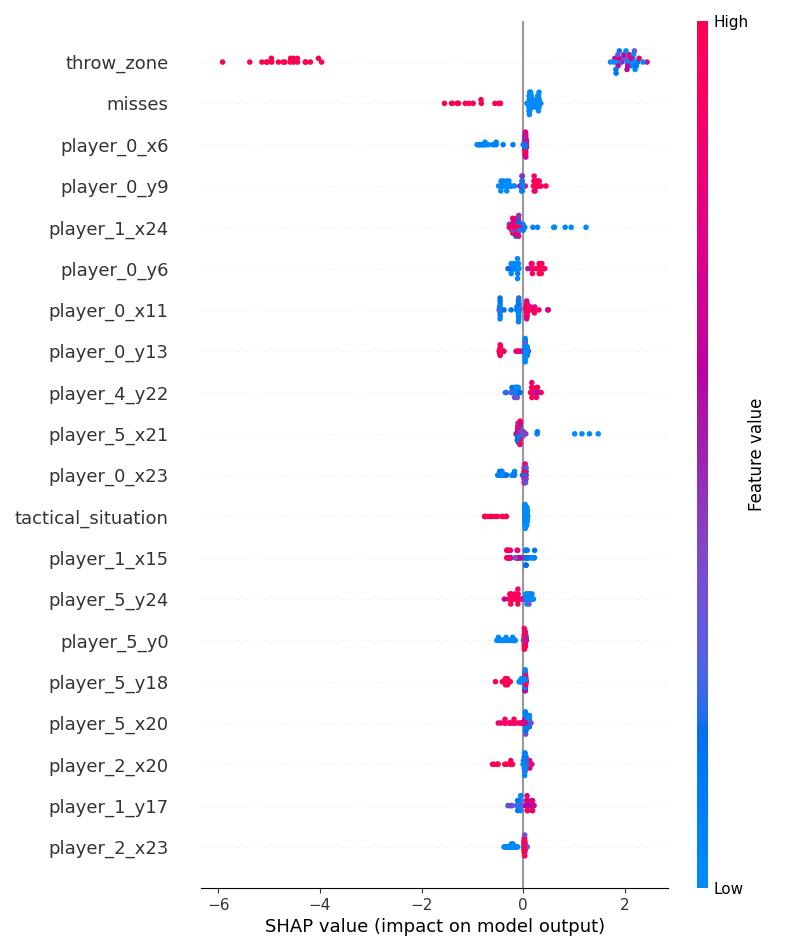 High
throw_zone
misses
player_0_x6
player_0_y9
player_1_x24
player_0_y6
player_0_x11
player_0_y13
player_4_y22
player_5_x21
player_0_x23
tactical_situation
player_1_x15
player_5_y24
player_5_y0
player_5_y18
player_5_x20
player_2_x20
player_1_y17
player_2_x23
Feature value
Low
−6 −4 −2 0 2
SHAP value (impact on model output)